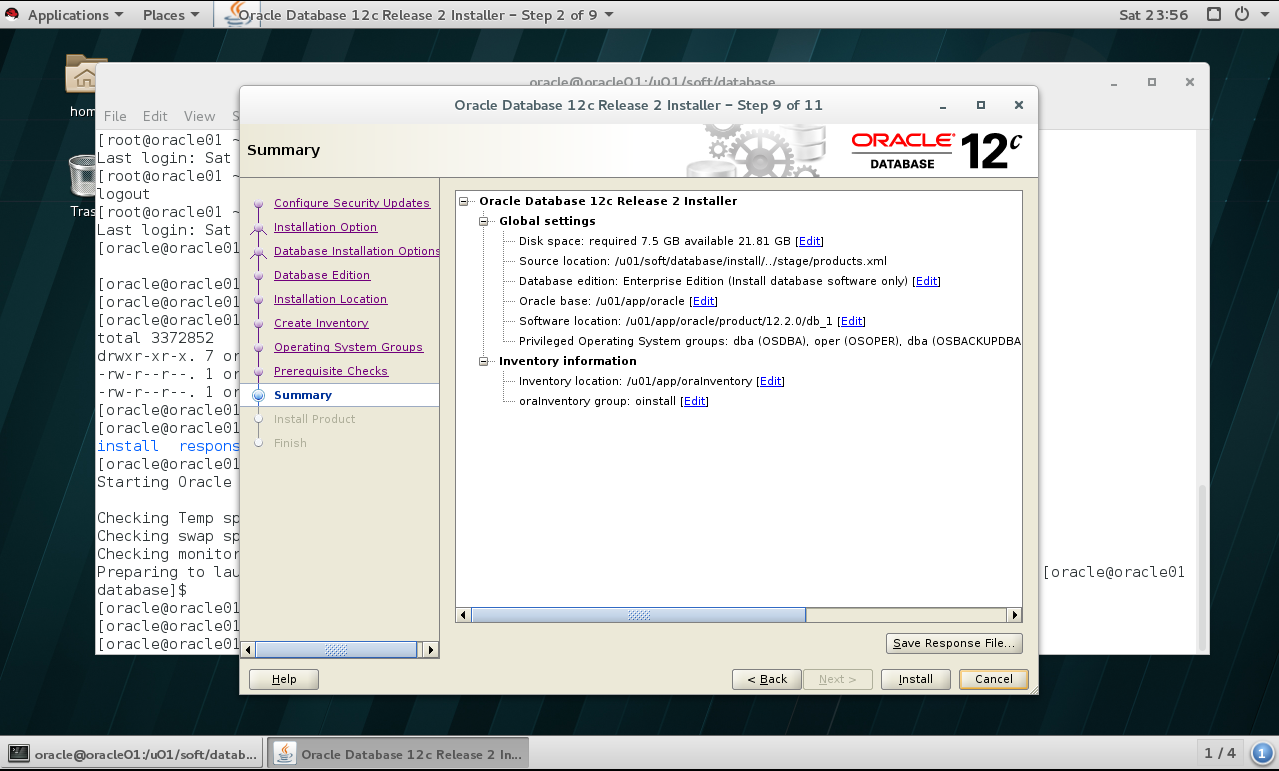 Applications Places Oracle Database 12c Release 2 Installer – Step 2 of 9 Sat 23:56
home
Tras
oracle@oracle01:/u01/soft/database
File Edit View S
[root@oracle01 ~
Last login: Sat
[root@oracle01 ~
logout
[root@oracle01 ~
Last login: Sat
[oracle@oracle01
[oracle@oracle01
[oracle@oracle01
[oracle@oracle01
total 3372852
drwxr-xr-x. 7 or
-rw-r--r--. 1 or
-rw-r--r--. 1 or
[oracle@oracle01
[oracle@oracle01
install respons
[oracle@oracle01
Starting Oracle
Checking Temp sp
Checking swap sp
Checking monitor
Preparing to lau [oracle@oracle01
database]$
[oracle@oracle01
[oracle@oracle01
[oracle@oracle01
Oracle Database 12c Release 2 Installer – Step 9 of 11
Summary
ORACLE
DATABASE
12c
Configure Security Updates
Installation Option
Database Installation Options
Database Edition
Installation Location
Create Inventory
Operating System Groups
Prerequisite Checks
Summary
Install Product
Finish
Oracle Database 12c Release 2 Installer
Global settings
Disk space: required 7.5 GB available 21.81 GB [Edit]
Source location: /u01/soft/database/install/../stage/products.xml
Database edition: Enterprise Edition (Install database software only) [Edit]
Oracle base: /u01/app/oracle [Edit]
Software location: /u01/app/oracle/product/12.2.0/db_1 [Edit]
Privileged Operating System groups: dba (OSDBA), oper (OSOPER), dba (OSBACKUPDBA
Inventory information
Inventory location: /u01/app/oraInventory [Edit]
oraInventory group: oinstall [Edit]
Save Response File...
Help < Back Next > Install Cancel
oracle@oracle01:/u01/soft/datab... Oracle Database 12c Release 2 In... 1 / 4 1